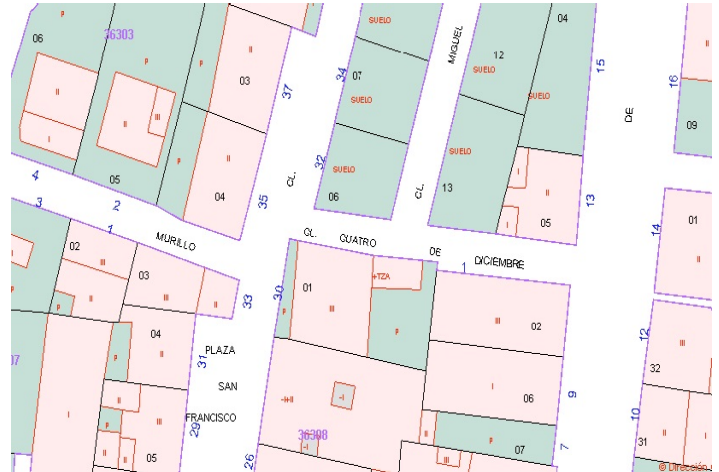 04
06
36303
SUELO
MIGUEL
II
P
P
03
12
15
II
07
34
SUELO
SUELO
16
II
III
37
SUELO
II
DE
09
I
P
II
32
SUELO
SUELO
I
II
05
06
13
4
2
04
35
CL.
CL.
05
13
14
01
II
3
1
MURILLO
CL.
CUATRO
DE
DICIEMBRE
1
02
III
03
+TZA
II
III
II
33
30
01
III
P
P
III
02
12
III
32
07
04
II
31
PLAZA
SAN
FRANCISCO
I
06
9
-I+II
-I
10
I
II
III
29
05
36308
-I
26
II
III
P
07
7
II
I
31
© Dirección